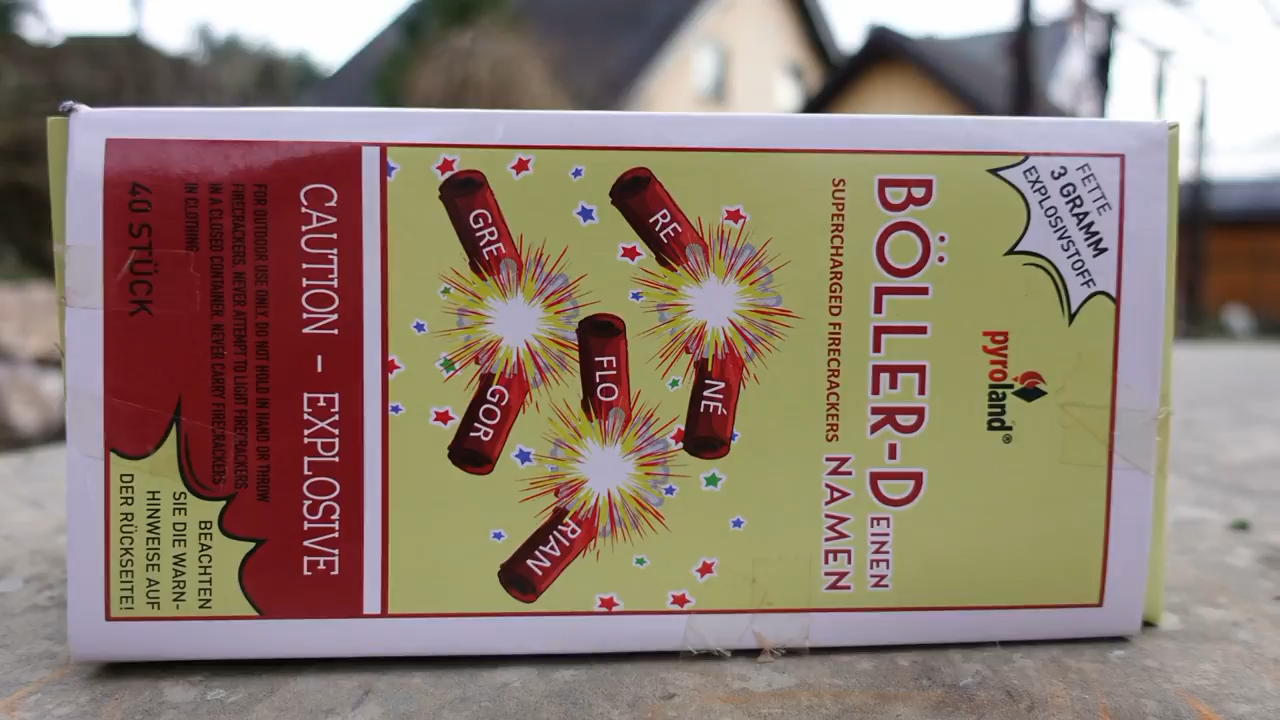 FETTE
3 GRAMM
EXPLOSIVSTOFF
pyroland®
BÖLLER-DEINEN
SUPERCHARGED FIRECRACKERS NAMEN
RE
NÉ
GRE
GOR
FLO
RIAN
CAUTION - EXPLOSIVE
FOR OUTDOOR USE ONLY. DO NOT HOLD IN HAND OR THROW
FIRECRACKERS. NEVER ATTEMPT TO LIGHT FIRECRACKERS
IN A CLOSED CONTAINER. NEVER CARRY FIRECRACKERS
IN CLOTHING.
40 STÜCK
BEACHTEN
SIE DIE WARN-
HINWEISE AUF
DER RÜCKSEITE!